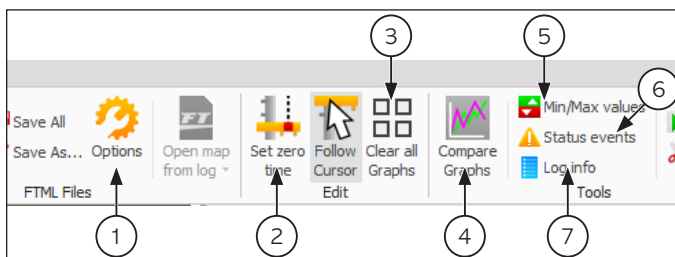 3
5
6
Save All
Save As...
Options
FT
Open map
from log
Set zero
time
Follow
Cursor
Clear all
Graphs
Compare
Graphs
Min/Max values
Status events
Log info
FTML Files
Edit
Tools
1
2
4
7